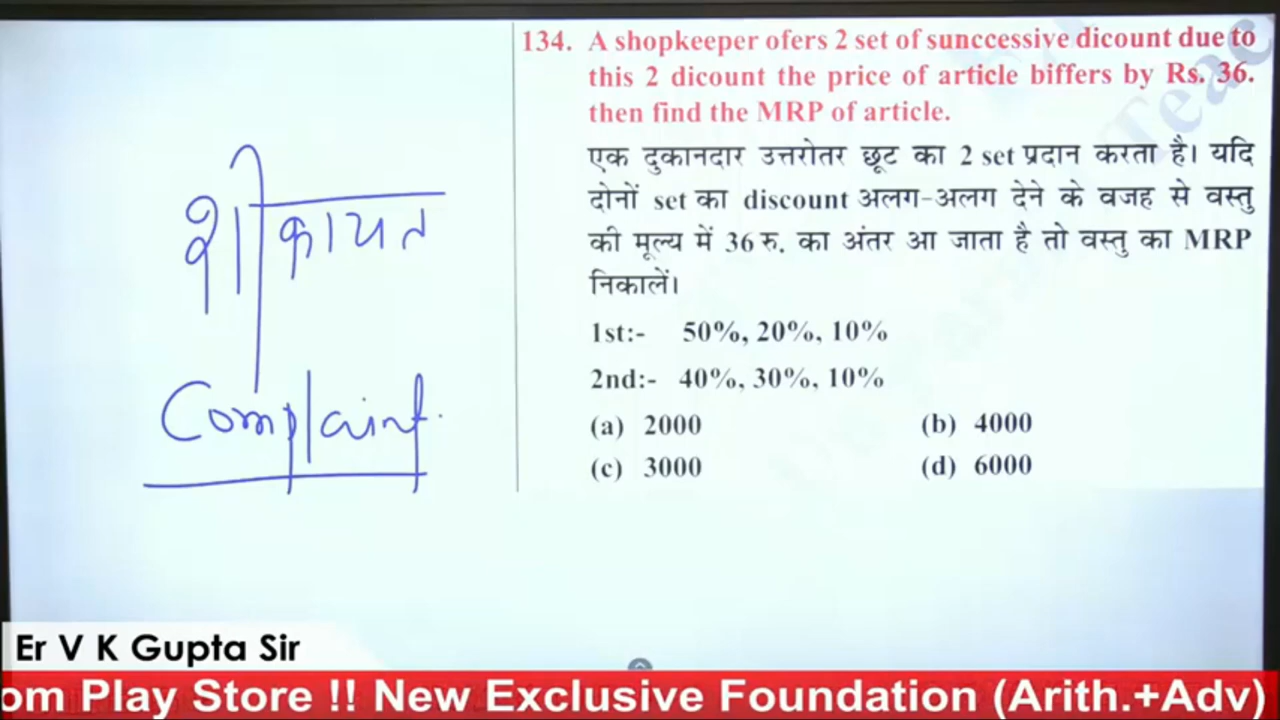 शीकायत
Complaint.
134. A shopkeeper ofers 2 set of sunccessive dicount due to
this 2 dicount the price of article biffers by Rs. 36.
then find the MRP of article.
एक दुकानदार उत्तरोतर छूट का 2 set प्रदान करता है। यदि
दोनों set का discount अलग-अलग देने के वजह से वस्तु
की मूल्य में 36 रु. का अंतर आ जाता है तो वस्तु का MRP
निकालें।
1st:- 50%, 20%, 10%
2nd:- 40%, 30%, 10%
(a) 2000 (b) 4000
(c) 3000 (d) 6000
Er V K Gupta Sir
om Play Store !! New Exclusive Foundation (Arith.+Adv)